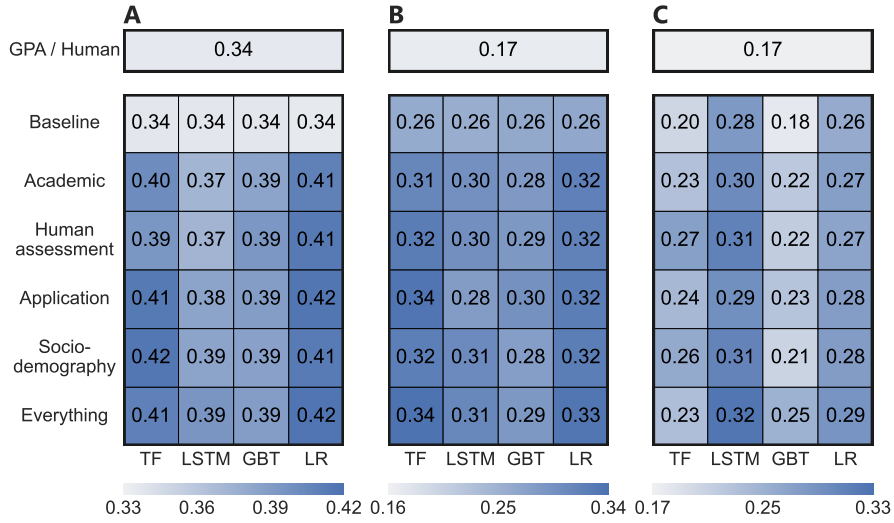 A B C
GPA / Human 0.34 0.17 0.17
Baseline 0.34 0.34 0.34 0.34 0.26 0.26 0.26 0.26 0.20 0.28 0.18 0.26
Academic 0.40 0.37 0.39 0.41 0.31 0.30 0.28 0.32 0.23 0.30 0.22 0.27
Human
assessment 0.39 0.37 0.39 0.41 0.32 0.30 0.29 0.32 0.27 0.31 0.22 0.27
Application 0.41 0.38 0.39 0.42 0.34 0.28 0.30 0.32 0.24 0.29 0.23 0.28
Socio-
demography 0.42 0.39 0.39 0.41 0.32 0.31 0.28 0.32 0.26 0.31 0.21 0.28
Everything 0.41 0.39 0.39 0.42 0.34 0.31 0.29 0.33 0.23 0.32 0.25 0.29
TF LSTM GBT LR TF LSTM GBT LR TF LSTM GBT LR
0.33 0.36 0.39 0.42 0.16 0.25 0.34 0.17 0.25 0.33